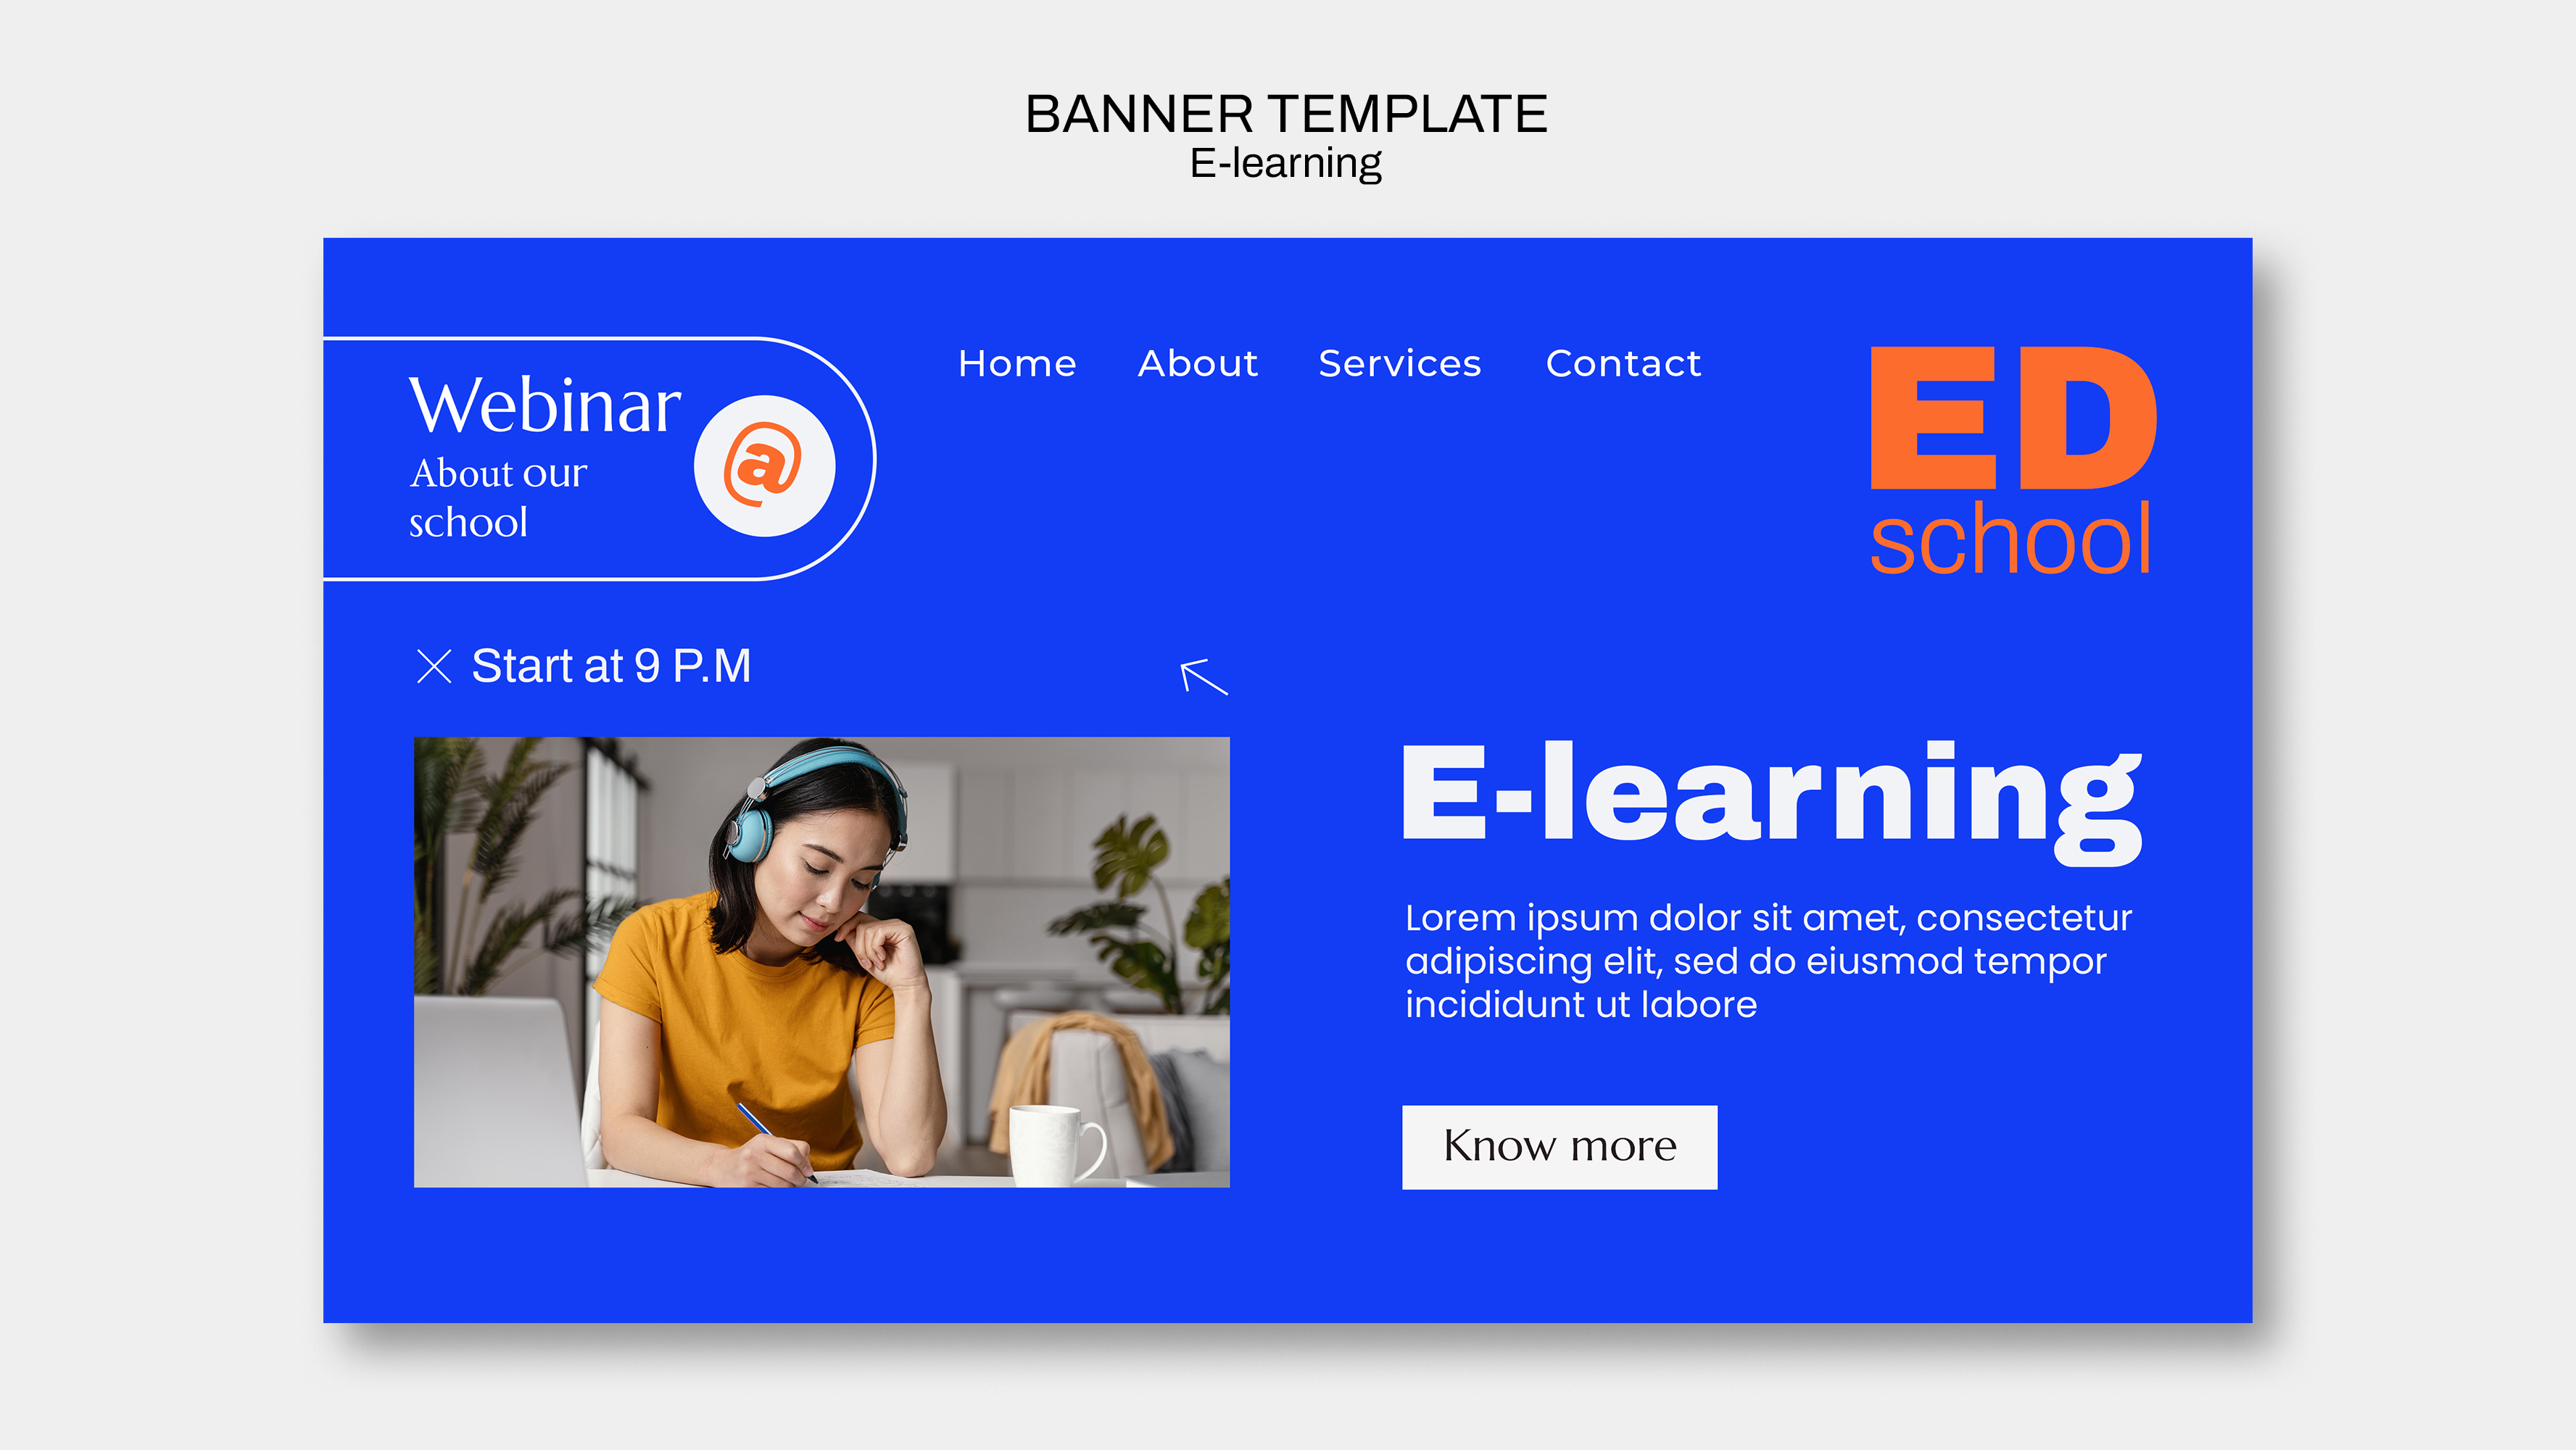 BANNER TEMPLATE
E-learning
Webinar
About our
school
@
Home About Services Contact
ED
school
Start at 9 P.M
E-learning
Lorem ipsum dolor sit amet, consectetur
adipiscing elit, sed do eiusmod tempor
incididunt ut labore
Know more